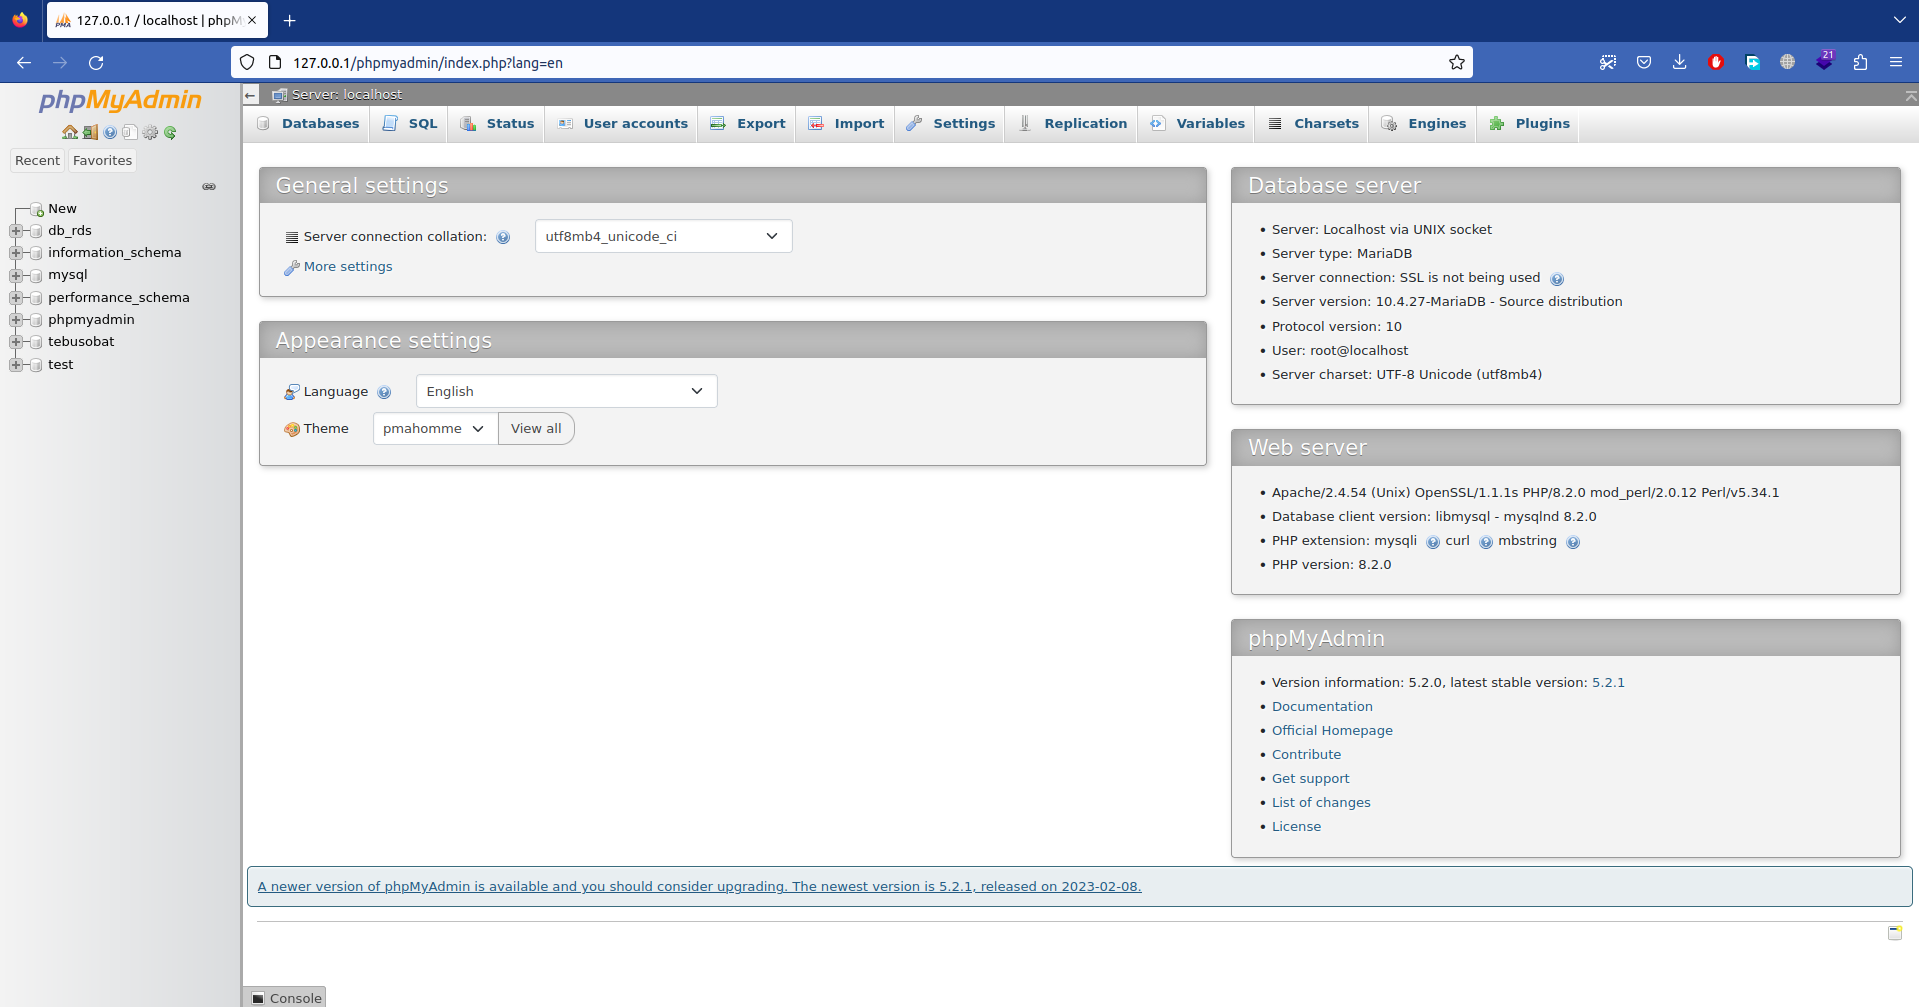 127.0.0.1 / localhost | phpM
127.0.0.1/phpmyadmin/index.php?lang=en
21
phpMyAdmin
Recent
Favorites
New
db_rds
information_schema
mysql
performance_schema
phpmyadmin
tebusobat
test
Server: localhost
Databases
SQL
Status
User accounts
Export
Import
Settings
Replication
Variables
Charsets
Engines
Plugins
General settings
Server connection collation:
utf8mb4_unicode_ci
More settings
Appearance settings
Language
English
Theme
pmahomme
View all
Database server
Server: Localhost via UNIX socket
Server type: MariaDB
Server connection: SSL is not being used
Server version: 10.4.27-MariaDB - Source distribution
Protocol version: 10
User: root@localhost
Server charset: UTF-8 Unicode (utf8mb4)
Web server
Apache/2.4.54 (Unix) OpenSSL/1.1.1s PHP/8.2.0 mod_perl/2.0.12 Perl/v5.34.1
Database client version: libmysql - mysqlnd 8.2.0
PHP extension: mysqli curl mbstring
PHP version: 8.2.0
phpMyAdmin
Version information: 5.2.0, latest stable version: 5.2.1
Documentation
Official Homepage
Contribute
Get support
List of changes
License
A newer version of phpMyAdmin is available and you should consider upgrading. The newest version is 5.2.1, released on 2023-02-08.
Console